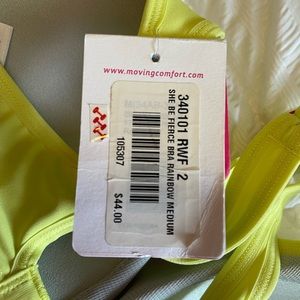 www.movingcomfort.com
340101 RWF 2
SHE BE FIERCE BRA RAINBOW MEDIUM
105307
$44.00